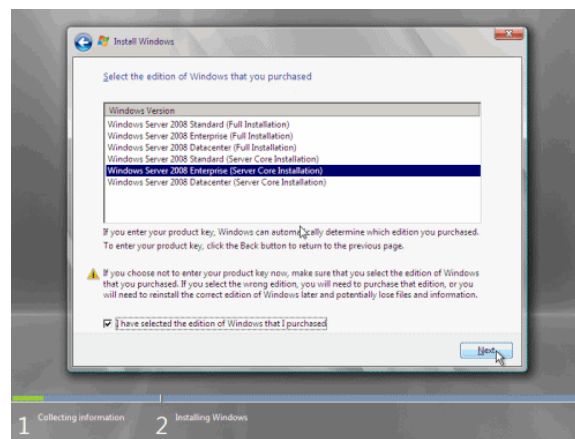 Install Windows
Select the edition of Windows that you purchased
Windows Version
Windows Server 2008 Standard (Full Installation)
Windows Server 2008 Enterprise (Full Installation)
Windows Server 2008 Datacenter (Full Installation)
Windows Server 2008 Standard (Server Core Installation)
Windows Server 2008 Enterprise (Server Core Installation)
Windows Server 2008 Datacenter (Server Core Installation)
If you enter your product key, Windows can automatically determine which edition you purchased.
To enter your product key, click the Back button to return to the previous page.
If you choose not to enter your product key now, make sure that you select the edition of Windows
that you purchased. If you select the wrong edition, you will need to purchase that edition, or you
will need to reinstall the correct edition of Windows later and potentially lose files and information.
I have selected the edition of Windows that I purchased
Next
1 Collecting information 2 Installing Windows